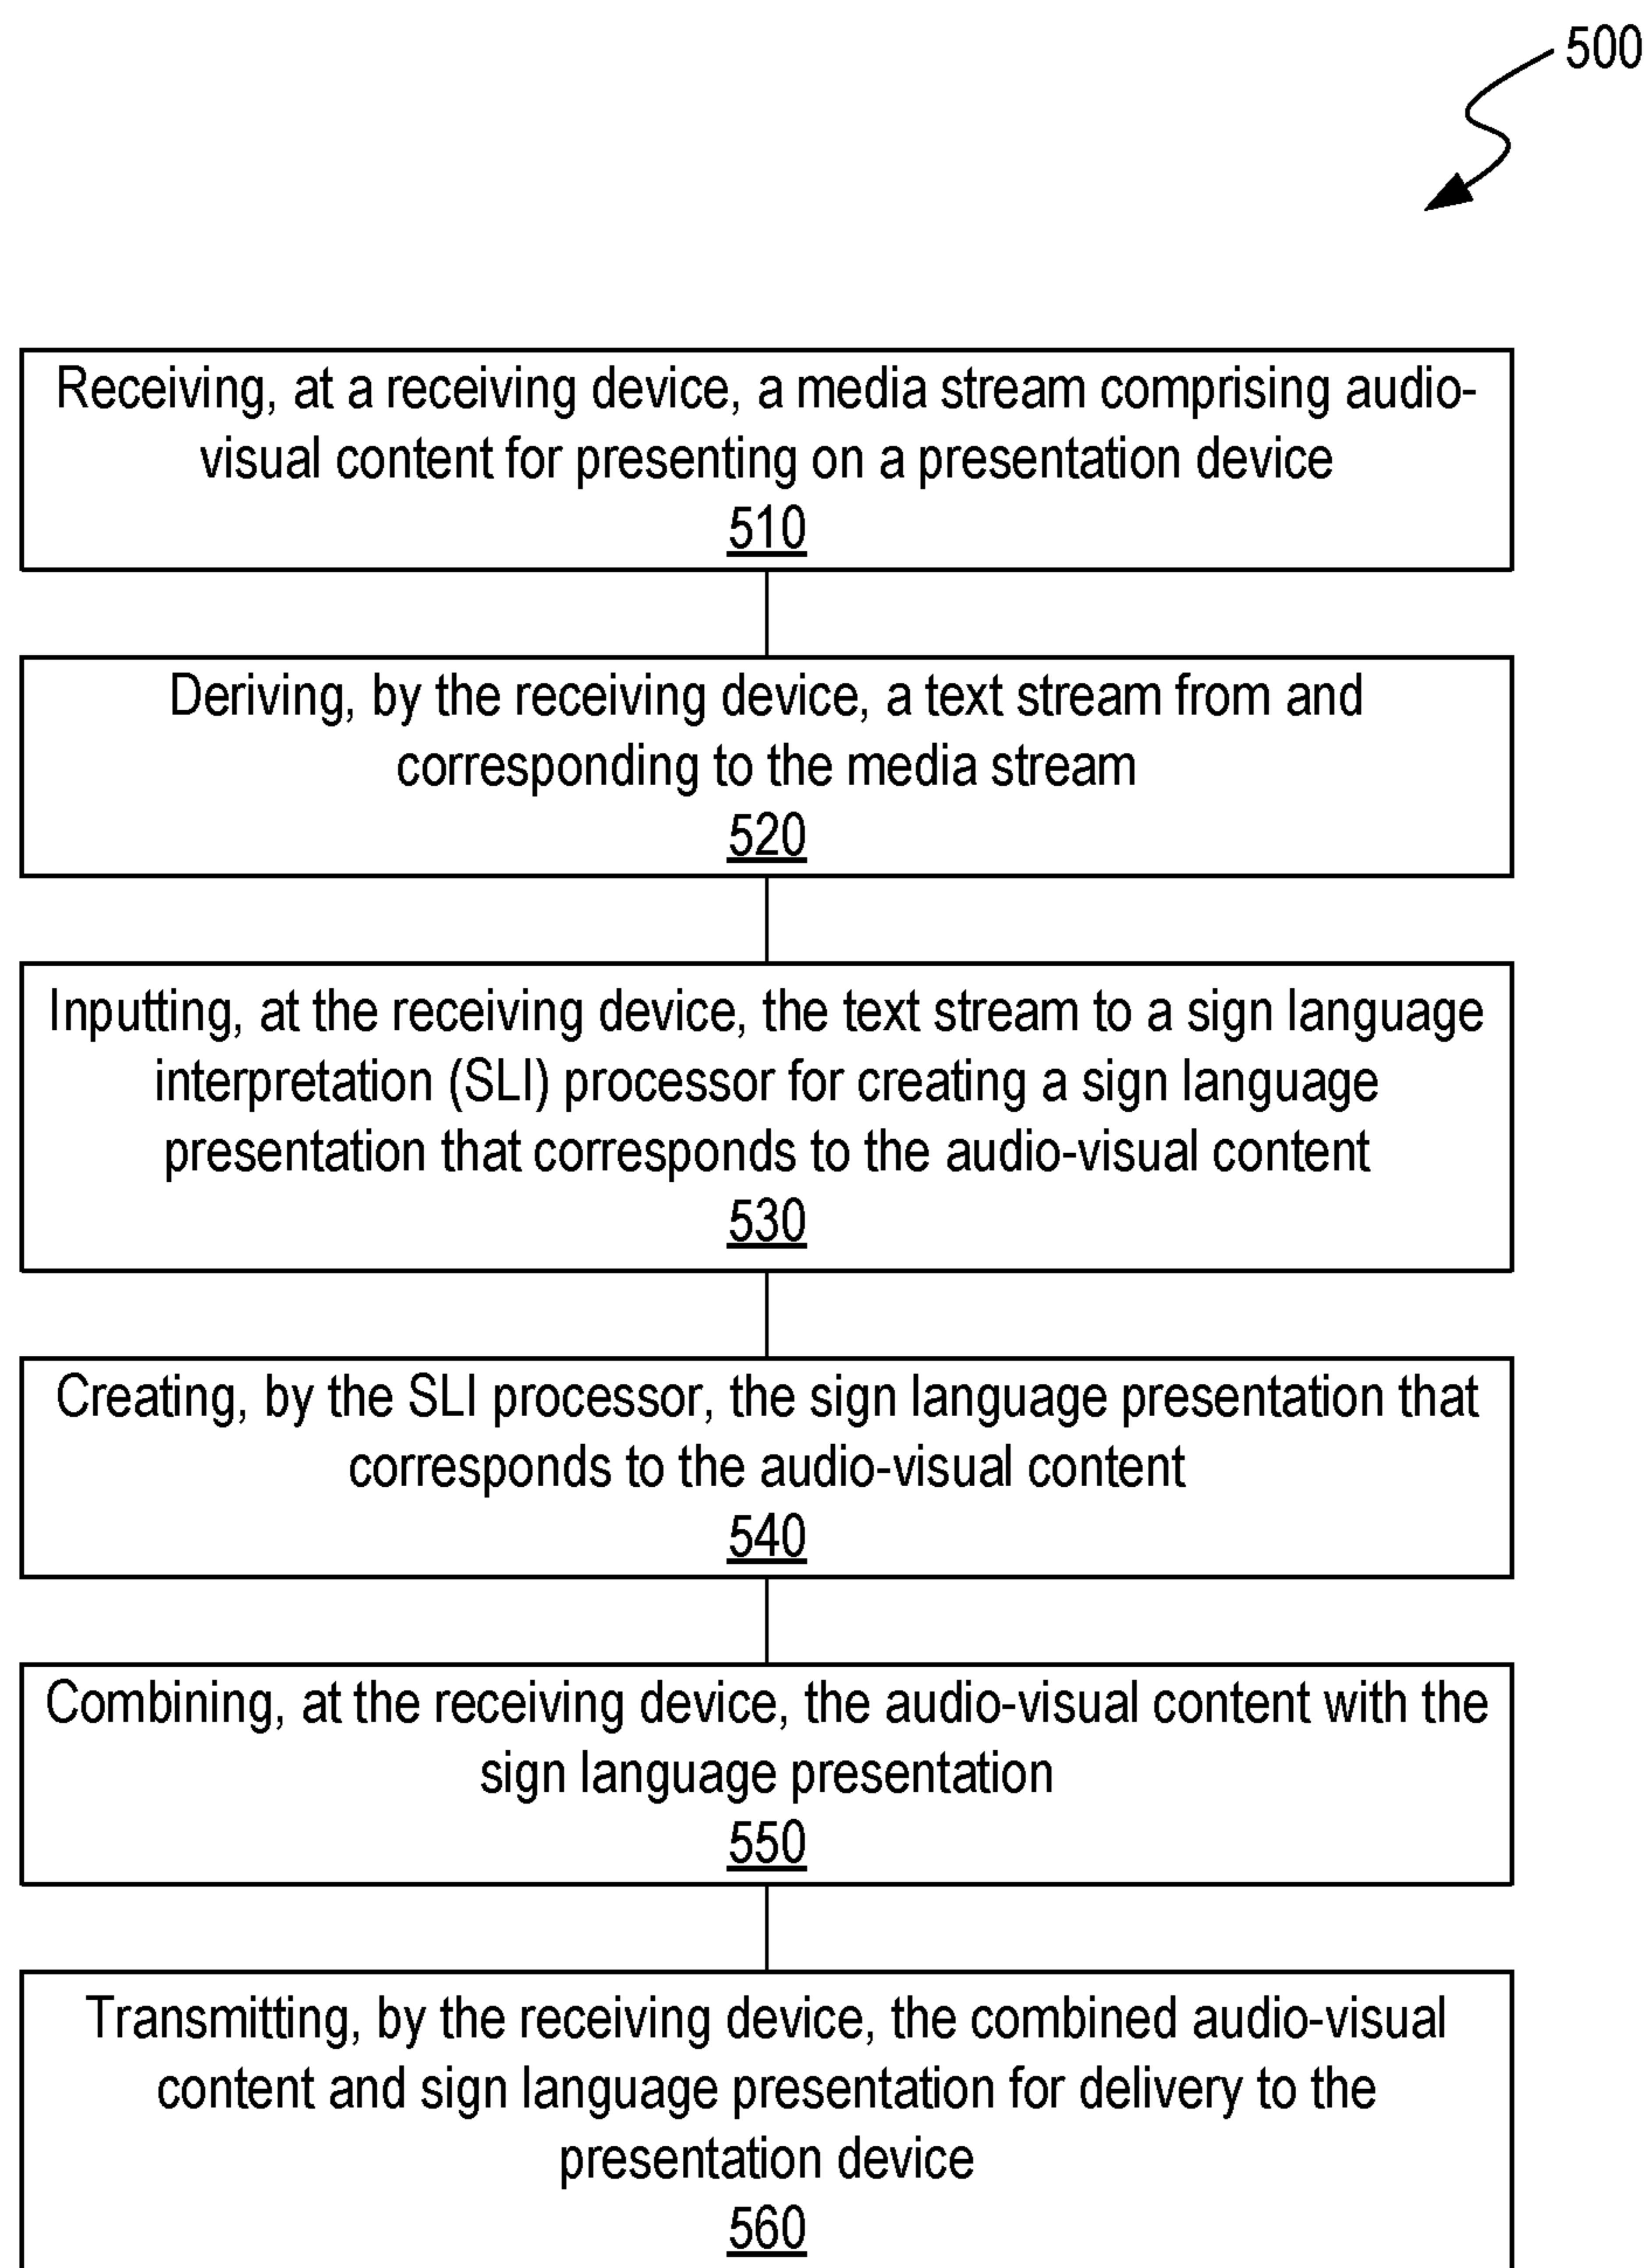 500
Receiving, at a receiving device, a media stream comprising audio-
visual content for presenting on a presentation device
510
Deriving, by the receiving device, a text stream from and
corresponding to the media stream
520
Inputting, at the receiving device, the text stream to a sign language
interpretation (SLI) processor for creating a sign language
presentation that corresponds to the audio-visual content
530
Creating, by the SLI processor, the sign language presentation that
corresponds to the audio-visual content
540
Combining, at the receiving device, the audio-visual content with the
sign language presentation
550
Transmitting, by the receiving device, the combined audio-visual
content and sign language presentation for delivery to the
presentation device
560